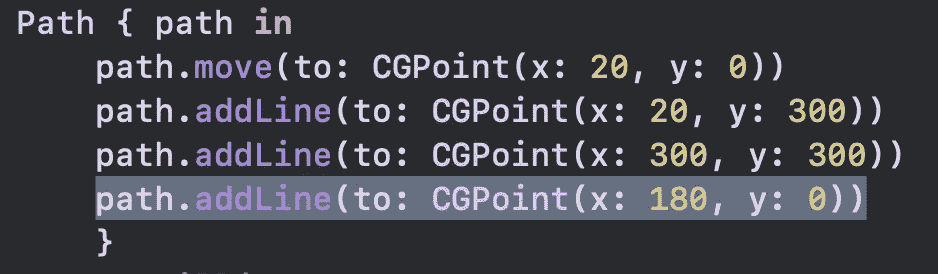 Path { path in
path.move(to: CGPoint(x: 20, y: 0))
path.addLine(to: CGPoint(x: 20, y: 300))
path.addLine(to: CGPoint(x: 300, y: 300))
path.addLine(to: CGPoint(x: 180, y: 0))
}